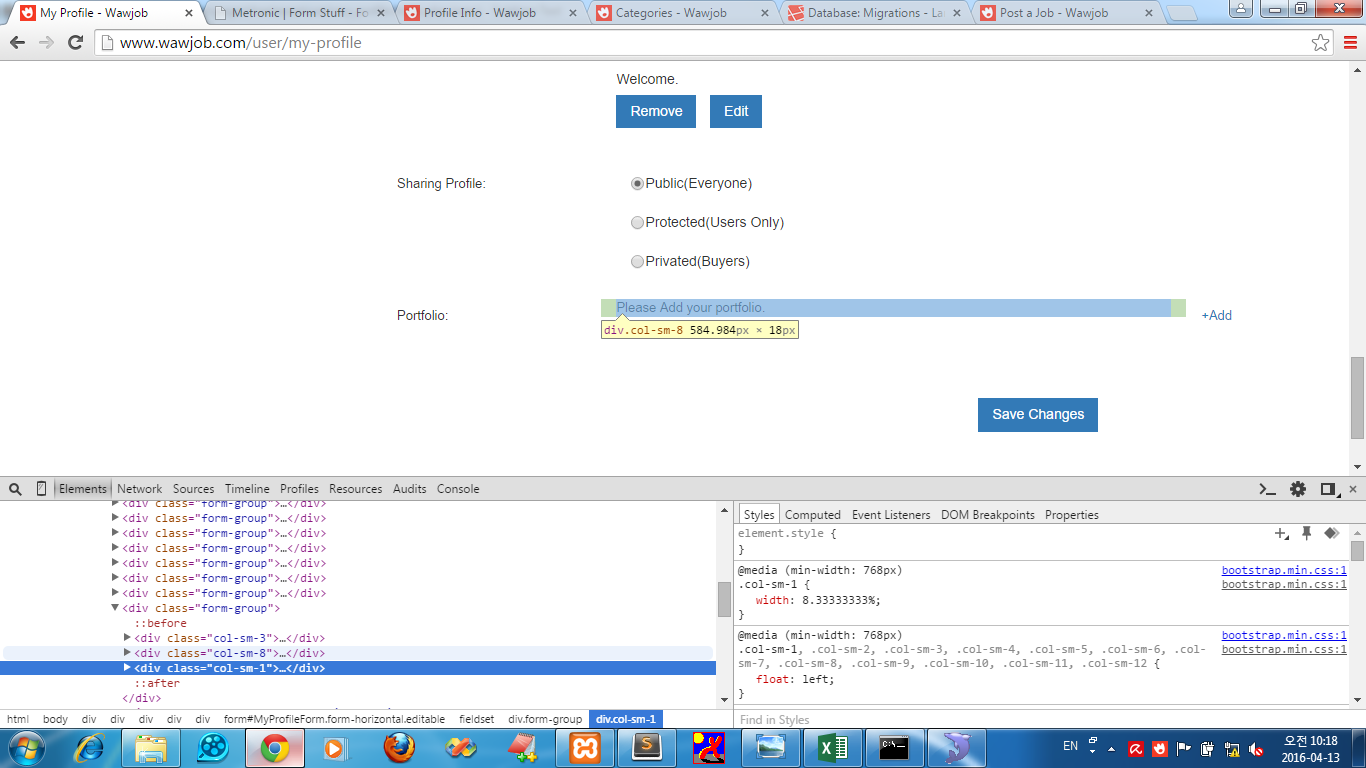 My Profile - Wawjob
Metronic | Form Stuff - Fo
Profile Info - Wawjob
Categories - Wawjob
Database: Migrations - La
Post a Job - Wawjob
www.wawjob.com/user/my-profile
Welcome.
Remove Edit
Sharing Profile: Public(Everyone)
Protected(Users Only)
Privated(Buyers)
Portfolio: Please Add your portfolio. +Add
div.col-sm-8 584.984px × 18px
Save Changes
Elements Network Sources Timeline Profiles Resources Audits Console
<div class="form-group">…</div>
<div class="form-group">…</div>
<div class="form-group">…</div>
<div class="form-group">…</div>
<div class="form-group">…</div>
<div class="form-group">…</div>
<div class="form-group">…</div>
<div class="form-group">
::before
<div class="col-sm-3">…</div>
<div class="col-sm-8">…</div>
<div class="col-sm-1">…</div>
::after
</div>
html body div div div div div form#MyProfileForm.form-horizontal.editable fieldset div.form-group div.col-sm-1
Styles Computed Event Listeners DOM Breakpoints Properties
element.style {
}
@media (min-width: 768px) bootstrap.min.css:1
.col-sm-1 { bootstrap.min.css:1
width: 8.33333333%;
}
@media (min-width: 768px) bootstrap.min.css:1
.col-sm-1, .col-sm-2, .col-sm-3, .col-sm-4, .col-sm-5, .col-sm-6, .col- bootstrap.min.css:1
sm-7, .col-sm-8, .col-sm-9, .col-sm-10, .col-sm-11, .col-sm-12 {
float: left;
}
Find in Styles
EN
오전 10:18
2016-04-13